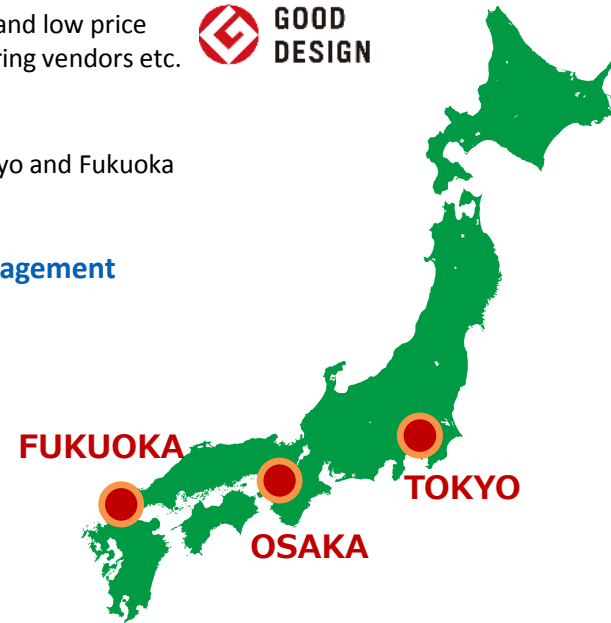 and low price
ring vendors etc.
GOOD
DESIGN
yo and Fukuoka
agement
FUKUOKA
TOKYO
OSAKA